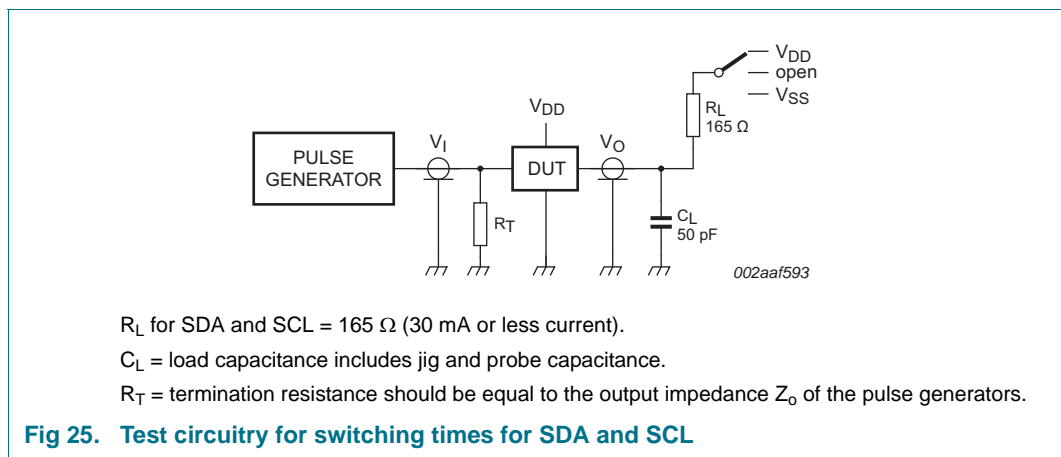 VDD
open
VSS
RL
165 Ω
VDD
VI
VO
PULSE
GENERATOR
DUT
RT
CL
50 pF
002aaf593
RL for SDA and SCL = 165 Ω (30 mA or less current).
CL = load capacitance includes jig and probe capacitance.
RT = termination resistance should be equal to the output impedance Zo of the pulse generators.
Fig 25. Test circuitry for switching times for SDA and SCL